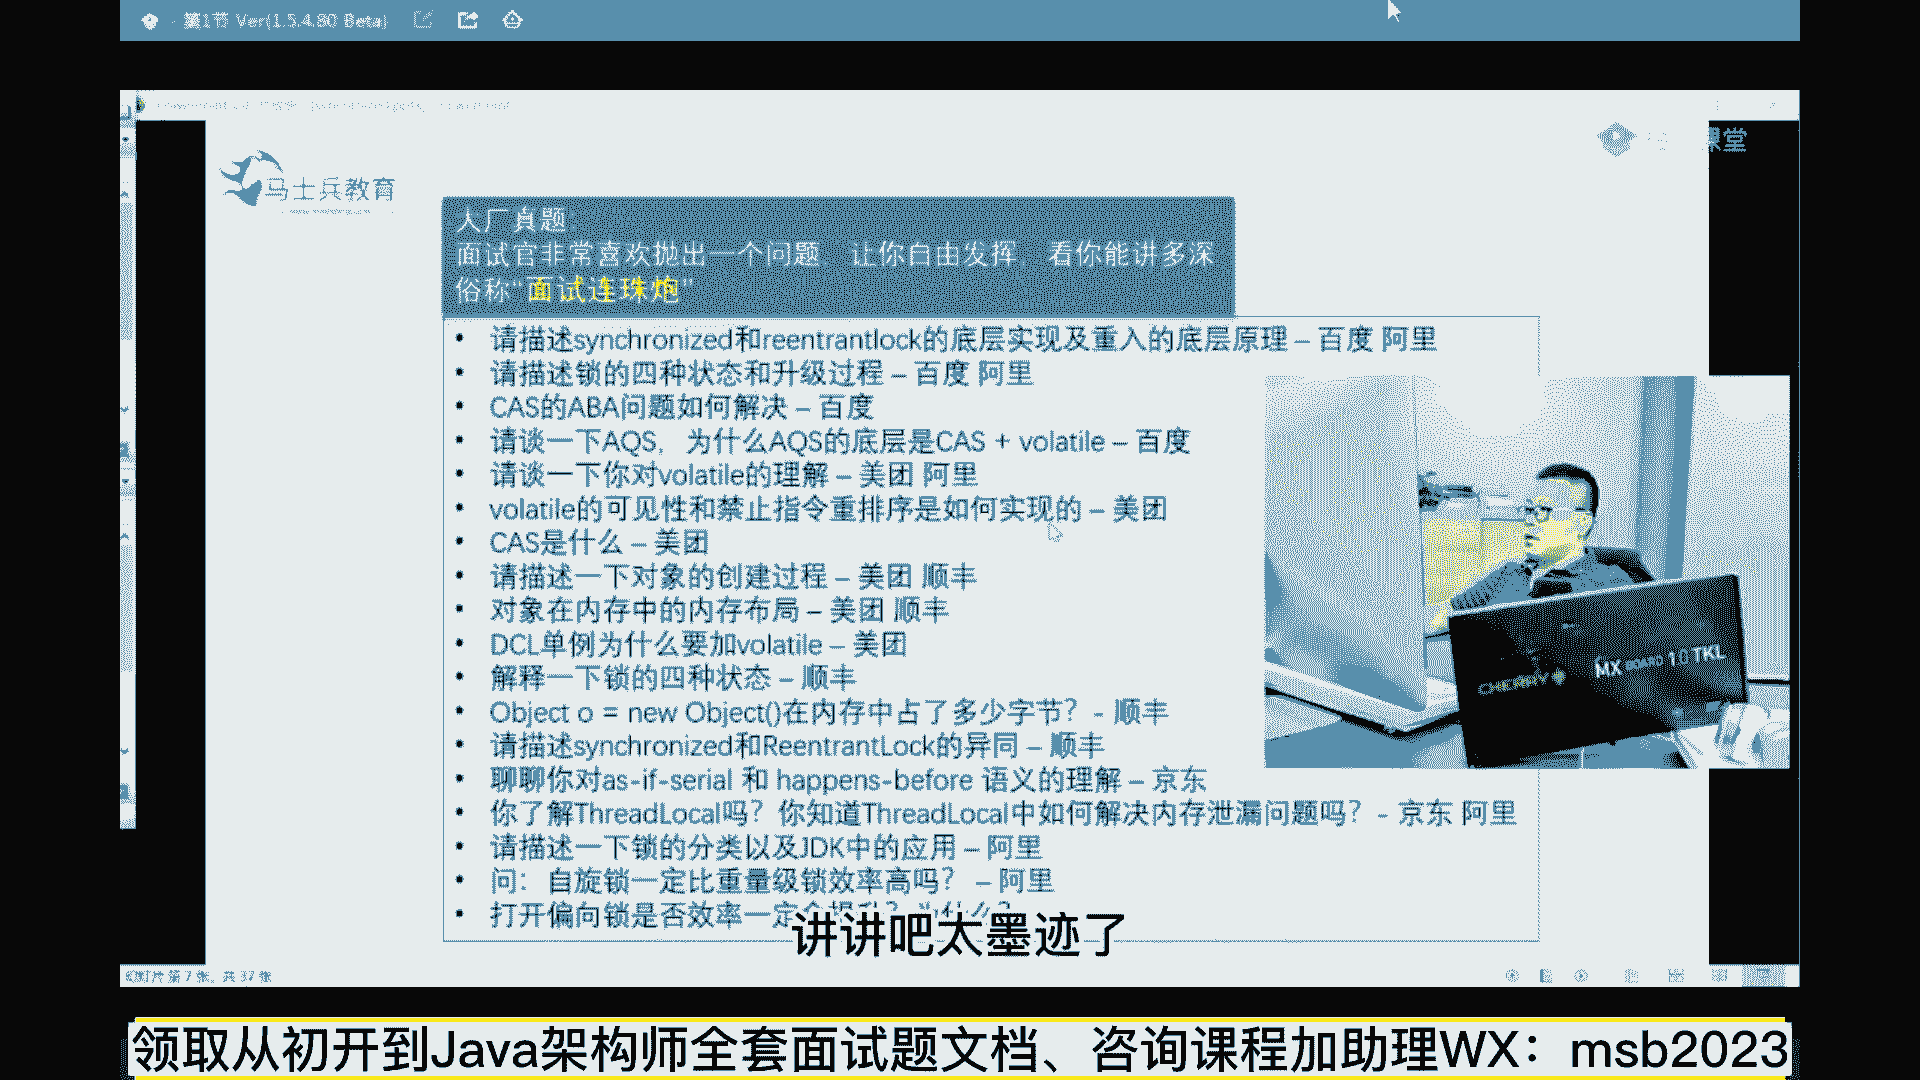 第1节 Ver(1.5.4.80 Beta)
课堂
马士兵教育
大厂真题
面试官非常喜欢抛出一个问题 让你自由发挥, 看你能讲多深
俗称“面试连珠炮”
• 请描述synchronized和reentrantlock的底层实现及重入的底层原理 – 百度 阿里
• 请描述锁的四种状态和升级过程 – 百度 阿里
• CAS的ABA问题如何解决 – 百度
• 请谈一下AQS, 为什么AQS的底层是CAS + volatile – 百度
• 请谈一下你对volatile的理解 – 美团 阿里
• volatile的可见性和禁止指令重排序是如何实现的 – 美团
• CAS是什么 – 美团
• 请描述一下对象的创建过程 – 美团 顺丰
• 对象在内存中的内存布局 – 美团 顺丰
• DCL单例为什么要加volatile – 美团
• 解释一下锁的四种状态 – 顺丰
• Object o = new Object()在内存中占了多少字节? - 顺丰
• 请描述synchronized和ReentrantLock的异同 – 顺丰
• 聊聊你对as-if-serial 和 happens-before 语义的理解 – 京东
• 你了解ThreadLocal吗? 你知道ThreadLocal中如何解决内存泄漏问题吗? - 京东 阿里
• 请描述一下锁的分类以及JDK中的应用 – 阿里
• 问: 自旋锁一定比重量级锁效率高吗? – 阿里
• 打开偏向锁是否效率一定会提升? 为什么?
CHERRY MX BOARD 1.0 TKL
讲讲吧太墨迹了
幻灯片 第 7 张, 共 37 张
领取从初开到Java架构师全套面试题文档、咨询课程加助理WX：msb2023